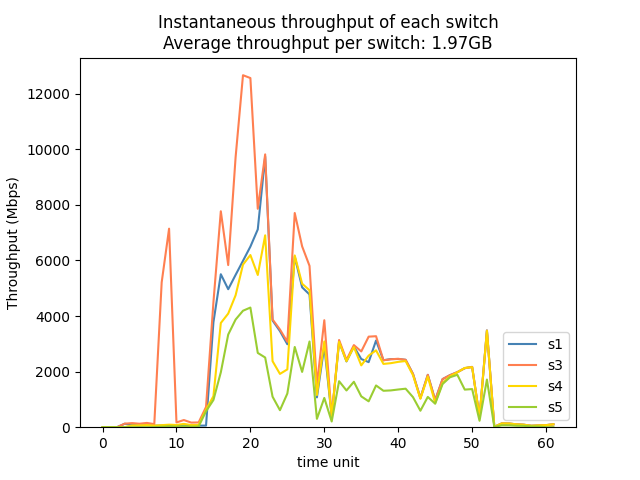 Instantaneous throughput of each switch
Average throughput per switch: 1.97GB
Throughput (Mbps)
12000
10000
8000
6000
4000
2000
0
s1
s3
s4
s5
0 10 20 30 40 50 60
time unit